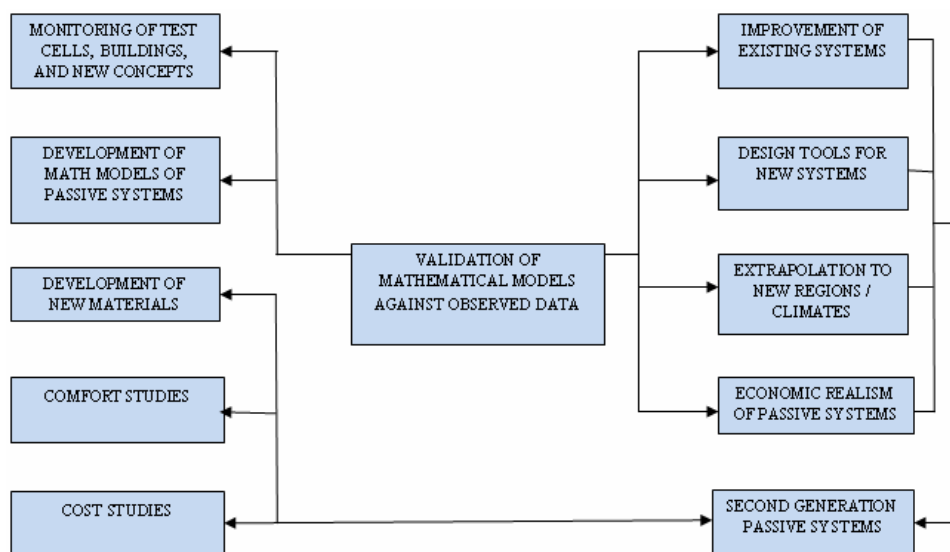 MONITORING OF TEST
CELLS, BUILDINGS,
AND NEW CONCEPTS
DEVELOPMENT OF
MATH MODELS OF
PASSIVE SYSTEMS
DEVELOPMENT OF
NEW MATERIALS
COMFORT STUDIES
COST STUDIES
VALIDATION OF
MATHEMATICAL MODELS
AGAINST OBSERVED DATA
IMPROVEMENT OF
EXISTING SYSTEMS
DESIGN TOOLS FOR
NEW SYSTEMS
EXTRAPOLATION TO
NEW REGIONS /
CLIMATES
ECONOMIC REALISM
OF PASSIVE SYSTEMS
SECOND GENERATION
PASSIVE SYSTEMS